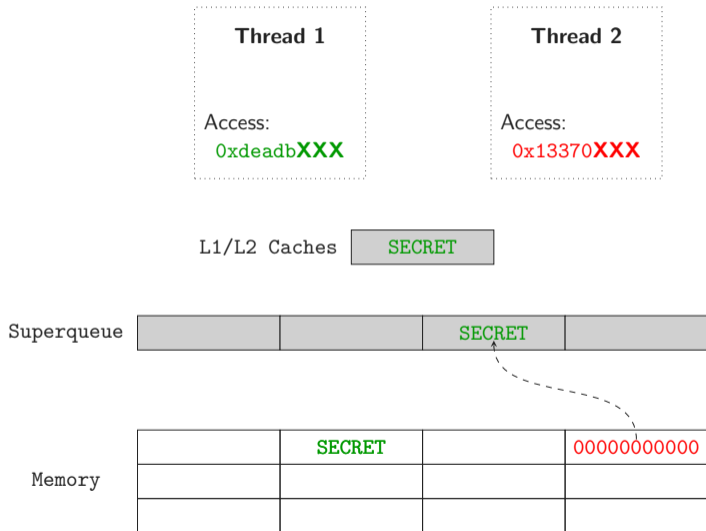 Thread 1
Thread 2
Access:
0xdeadbXXX
Access:
0x13370XXX
L1/L2 Caches
SECRET
Superqueue
SECRET
SECRET
00000000000
Memory